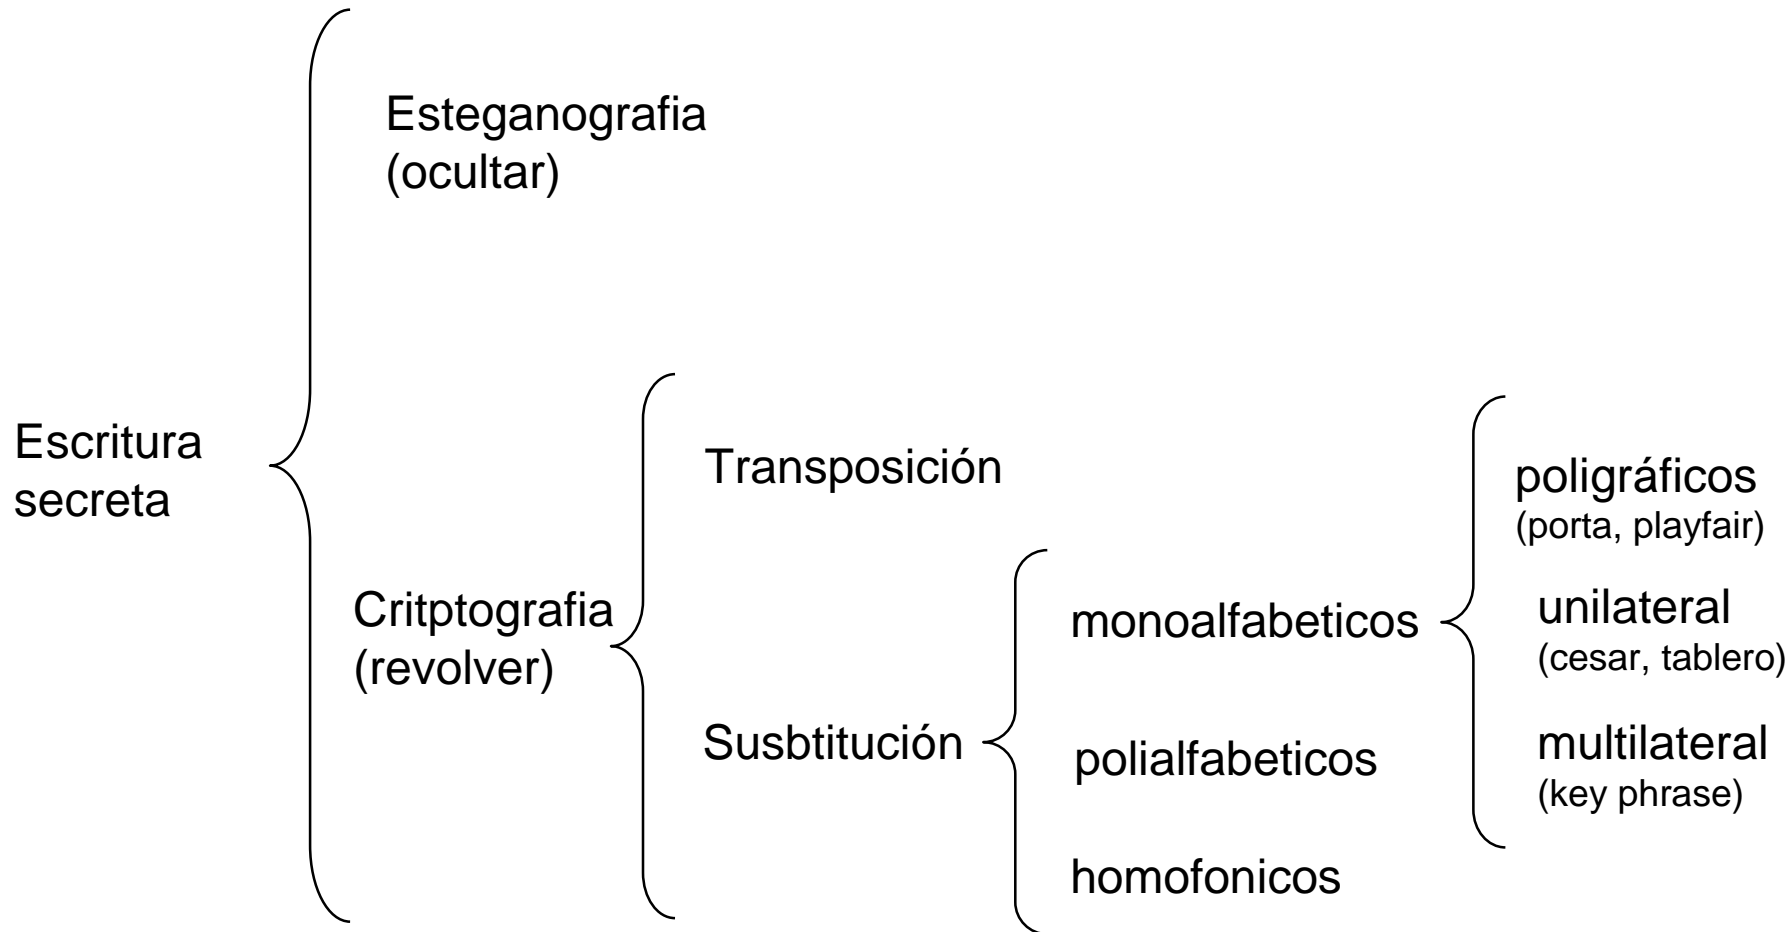 Escritura
secreta
Esteganografia
(ocultar)
Critptografia
(revolver)
Transposición
Susbtitución
monoalfabeticos
polialfabeticos
homofonicos
poligráficos
(porta, playfair)
unilateral
(cesar, tablero)
multilateral
(key phrase)